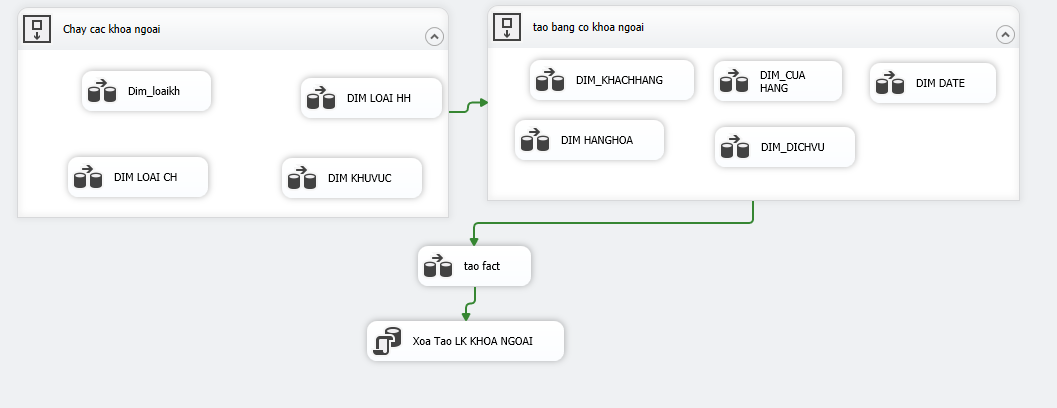 Chay cac khoa ngoai
Dim_loaikh
DIM LOAI HH
DIM LOAI CH
DIM KHUVUC
tao bang co khoa ngoai
DIM_KHACHHANG
DIM_CUA
HANG
DIM DATE
DIM HANGHOA
DIM_DICHVU
tao fact
Xoa Tao LK KHOA NGOAI